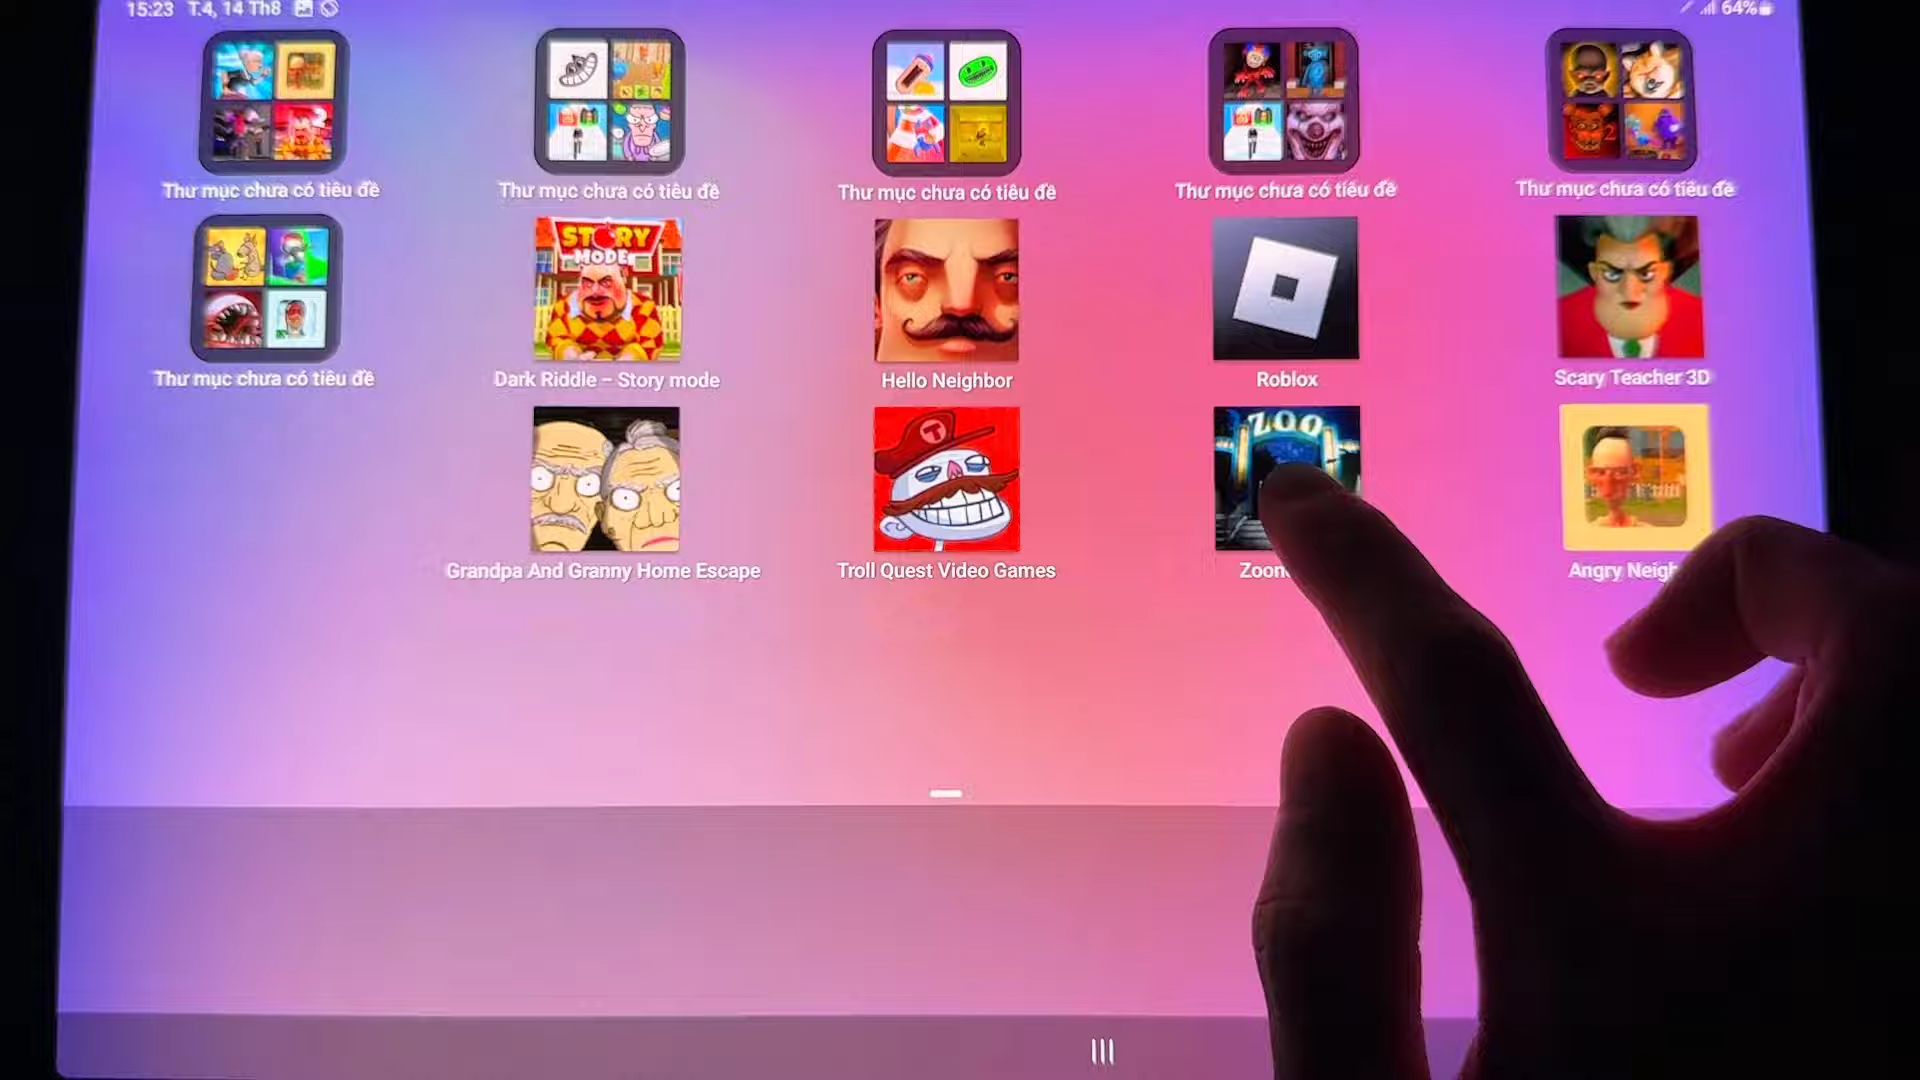 15:23 T.4, 14 Th8
64%
Thư mục chưa có tiêu đề
Thư mục chưa có tiêu đề
Thư mục chưa có tiêu đề
Thư mục chưa có tiêu đề
Thư mục chưa có tiêu đề
2
STORY
MODE
Thư mục chưa có tiêu đề
Dark Riddle – Story mode
Hello Neighbor
Roblox
Scary Teacher 3D
T
ZOO
Grandpa And Granny Home Escape
Troll Quest Video Games
Angry